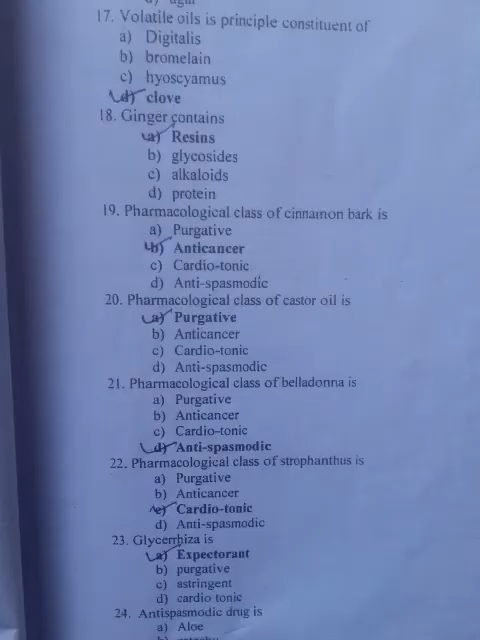 17. Volatile oils is principle constituent of
a) Digitalis
b) bromelain
c) hyoscyamus
d) clove
18. Ginger contains
a) Resins
b) glycosides
c) alkaloids
d) protein
19. Pharmacological class of cinnamon bark is
a) Purgative
b) Anticancer
c) Cardio-tonic
d) Anti-spasmodic
20. Pharmacological class of castor oil is
a) Purgative
b) Anticancer
c) Cardio-tonic
d) Anti-spasmodic
21. Pharmacological class of belladonna is
a) Purgative
b) Anticancer
c) Cardio-tonic
d) Anti-spasmodic
22. Pharmacological class of strophanthus is
a) Purgative
b) Anticancer
c) Cardio-tonic
d) Anti-spasmodic
23. Glycerrhiza is
a) Expectorant
b) purgative
c) astringent
d) cardio tonic
24. Antispasmodic drug is
a) Aloe